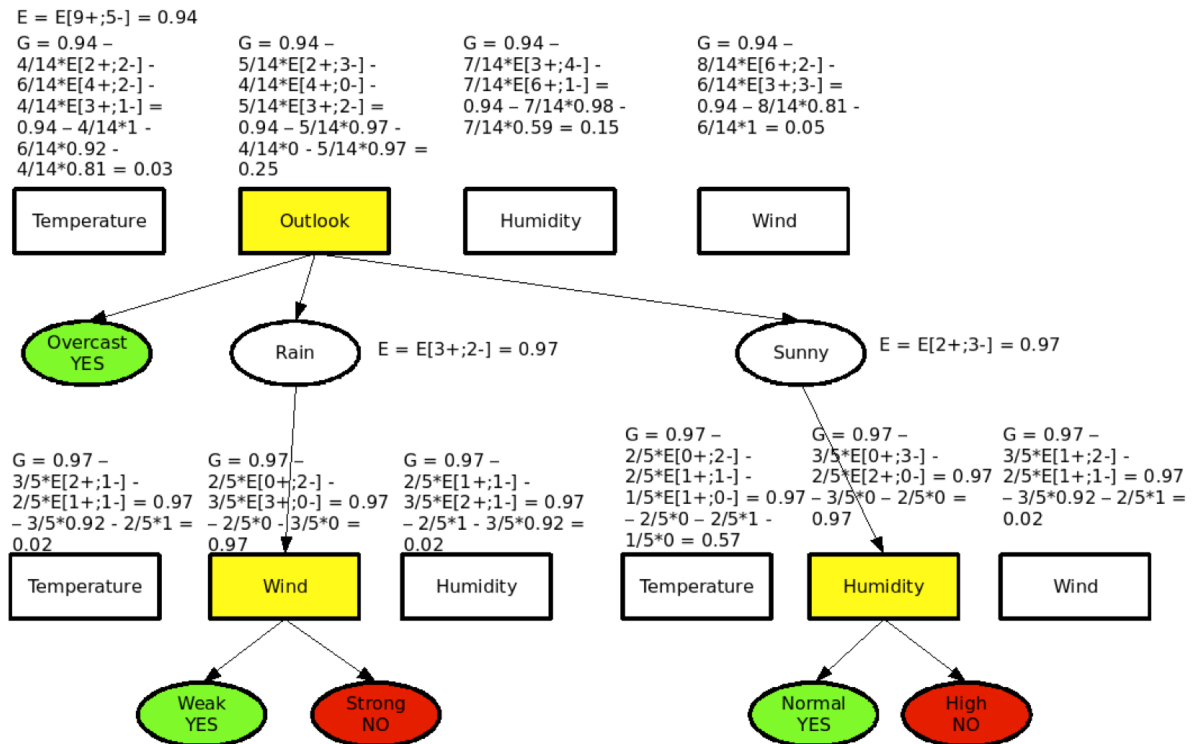 E = E[9+;5-] = 0.94
G = 0.94 –
4/14*E[2+;2-] -
6/14*E[4+;2-] -
4/14*E[3+;1-] =
0.94 – 4/14*1 -
6/14*0.92 -
4/14*0.81 = 0.03
G = 0.94 –
5/14*E[2+;3-] -
4/14*E[4+;0-] -
5/14*E[3+;2-] =
0.94 – 5/14*0.97 -
4/14*0 - 5/14*0.97 =
0.25
G = 0.94 –
7/14*E[3+;4-] -
7/14*E[6+;1-] =
0.94 – 7/14*0.98 -
7/14*0.59 = 0.15
G = 0.94 –
8/14*E[6+;2-] -
6/14*E[3+;3-] =
0.94 – 8/14*0.81 -
6/14*1 = 0.05
Temperature
Outlook
Humidity
Wind
Overcast
YES
Rain
E = E[3+;2-] = 0.97
Sunny
E = E[2+;3-] = 0.97
G = 0.97 –
3/5*E[2+;1-] -
2/5*E[1+;1-] = 0.97
– 3/5*0.92 - 2/5*1 =
0.02
G = 0.97 –
2/5*E[0+;2-] -
3/5*E[3+;0-] = 0.97
– 2/5*0 - 3/5*0 =
0.97
G = 0.97 –
2/5*E[1+;1-] -
3/5*E[2+;1-] = 0.97
– 2/5*1 - 3/5*0.92 =
0.02
G = 0.97 –
2/5*E[0+;2-] -
2/5*E[1+;1-] -
1/5*E[1+;0-] = 0.97
– 2/5*0 – 2/5*1 -
1/5*0 = 0.57
G = 0.97 –
3/5*E[0+;3-] -
2/5*E[2+;0-] = 0.97
– 3/5*0 – 2/5*0 =
0.97
G = 0.97 –
3/5*E[1+;2-] -
2/5*E[1+;1-] = 0.97
– 3/5*0.92 – 2/5*1 =
0.02
Temperature
Wind
Humidity
Temperature
Humidity
Wind
Weak
YES
Strong
NO
Normal
YES
High
NO